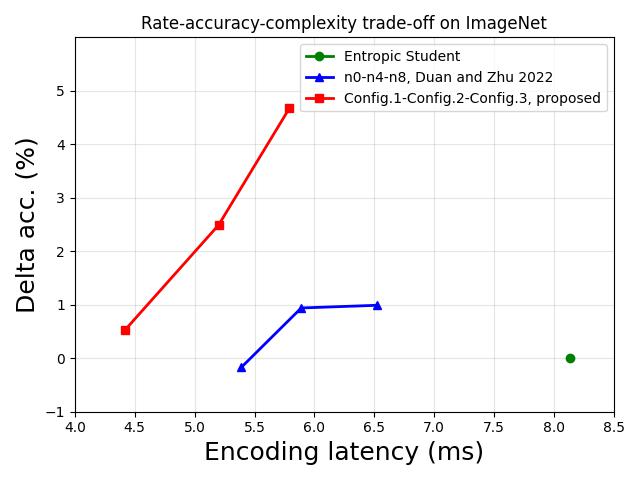 Rate-accuracy-complexity trade-off on ImageNet
Entropic Student
n0-n4-n8, Duan and Zhu 2022
Config.1-Config.2-Config.3, proposed
Delta acc. (%)
5
4
3
2
1
0
−1
4.0 4.5 5.0 5.5 6.0 6.5 7.0 7.5 8.0 8.5
Encoding latency (ms)